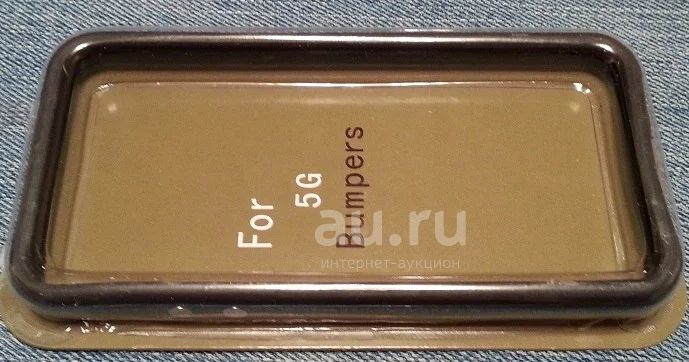 For
5G
Bumpers
au.ru
интернет-аукцион